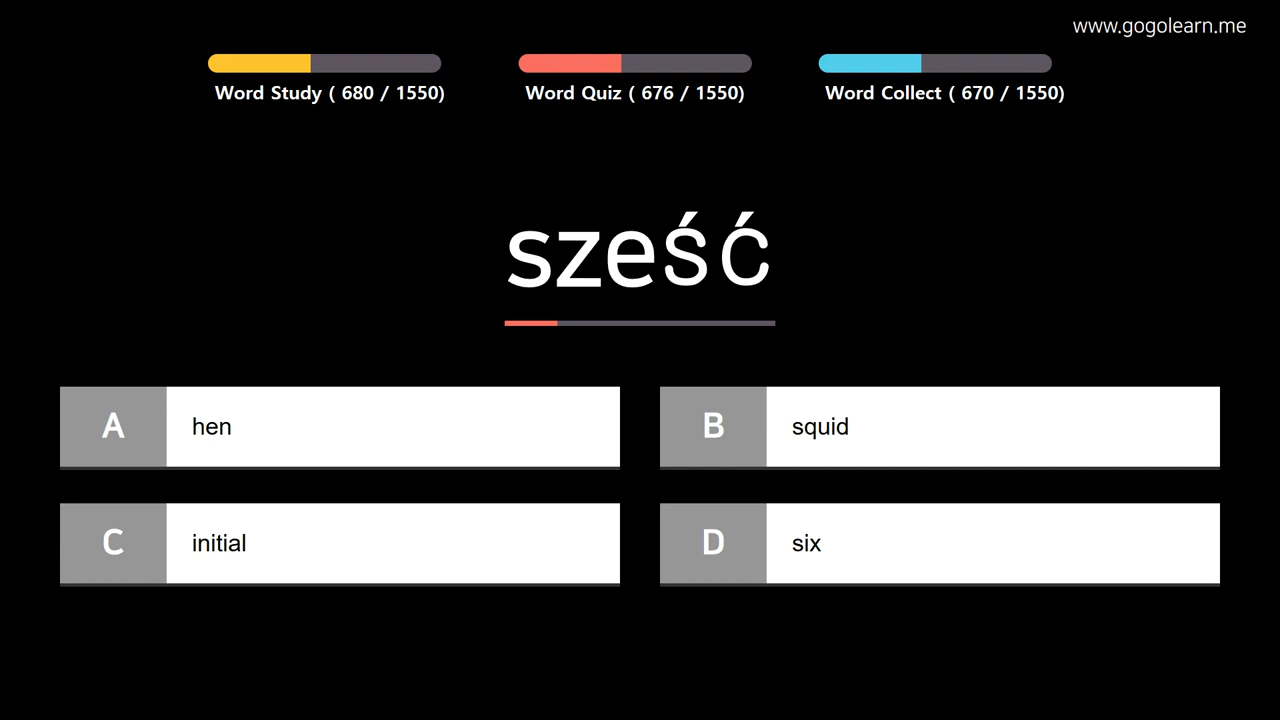 www.gogolearn.me
Word Study ( 680 / 1550)
Word Quiz ( 676 / 1550)
Word Collect ( 670 / 1550)
sześć
A hen
B squid
C initial
D six